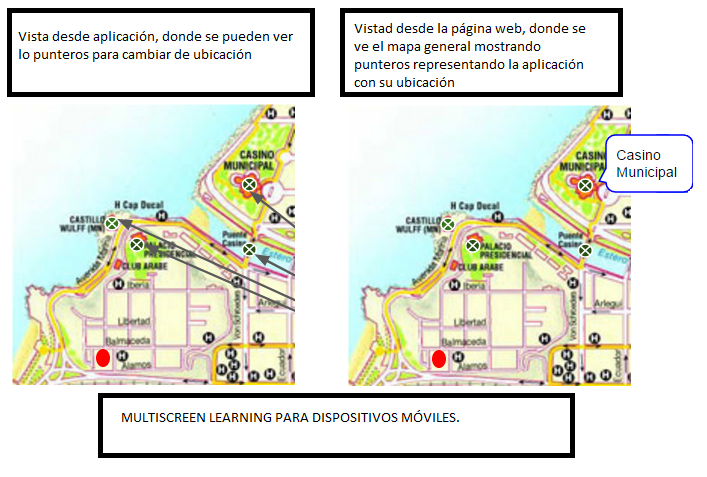 Vista desde aplicación, donde se pueden ver
lo punteros para cambiar de ubicación
Vistad desde la página web, donde se
ve el mapa general mostrando
punteros representando la aplicación
con su ubicación
CASINO
MUNICIPAL
H Cap Ducal
H
CASTILLO
WULFF (MN)
Puente
Casino
Estero
PALACIO
PRESIDENCIAL
CLUB ARABE
H Iberia
Arlegui
Von Schroeders
Libertad
Balmaceda
H
H Alamos
Ecuador
H
CASINO
MUNICIPAL
Casino
Municipal
H Cap Ducal
H
CASTILLO
WULFF (MN)
Puente
Casino
Estero
PALACIO
PRESIDENCIAL
CLUB ARABE
H Iberia
Arlegui
Von Schroeders
Libertad
Balmaceda
H
H Alamos
Ecuador
H
MULTISCREEN LEARNING PARA DISPOSITIVOS MÓVILES.